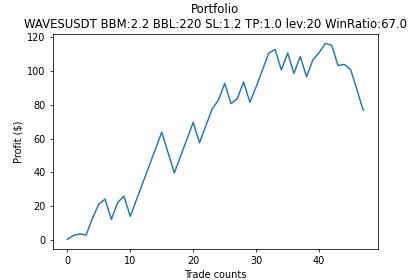 Portfolio
WAVESUSDT BBM:2.2 BBL:220 SL:1.2 TP:1.0 lev:20 WinRatio:67.0
120
100
80
60
40
20
0
Profit ($)
0 10 20 30 40
Trade counts